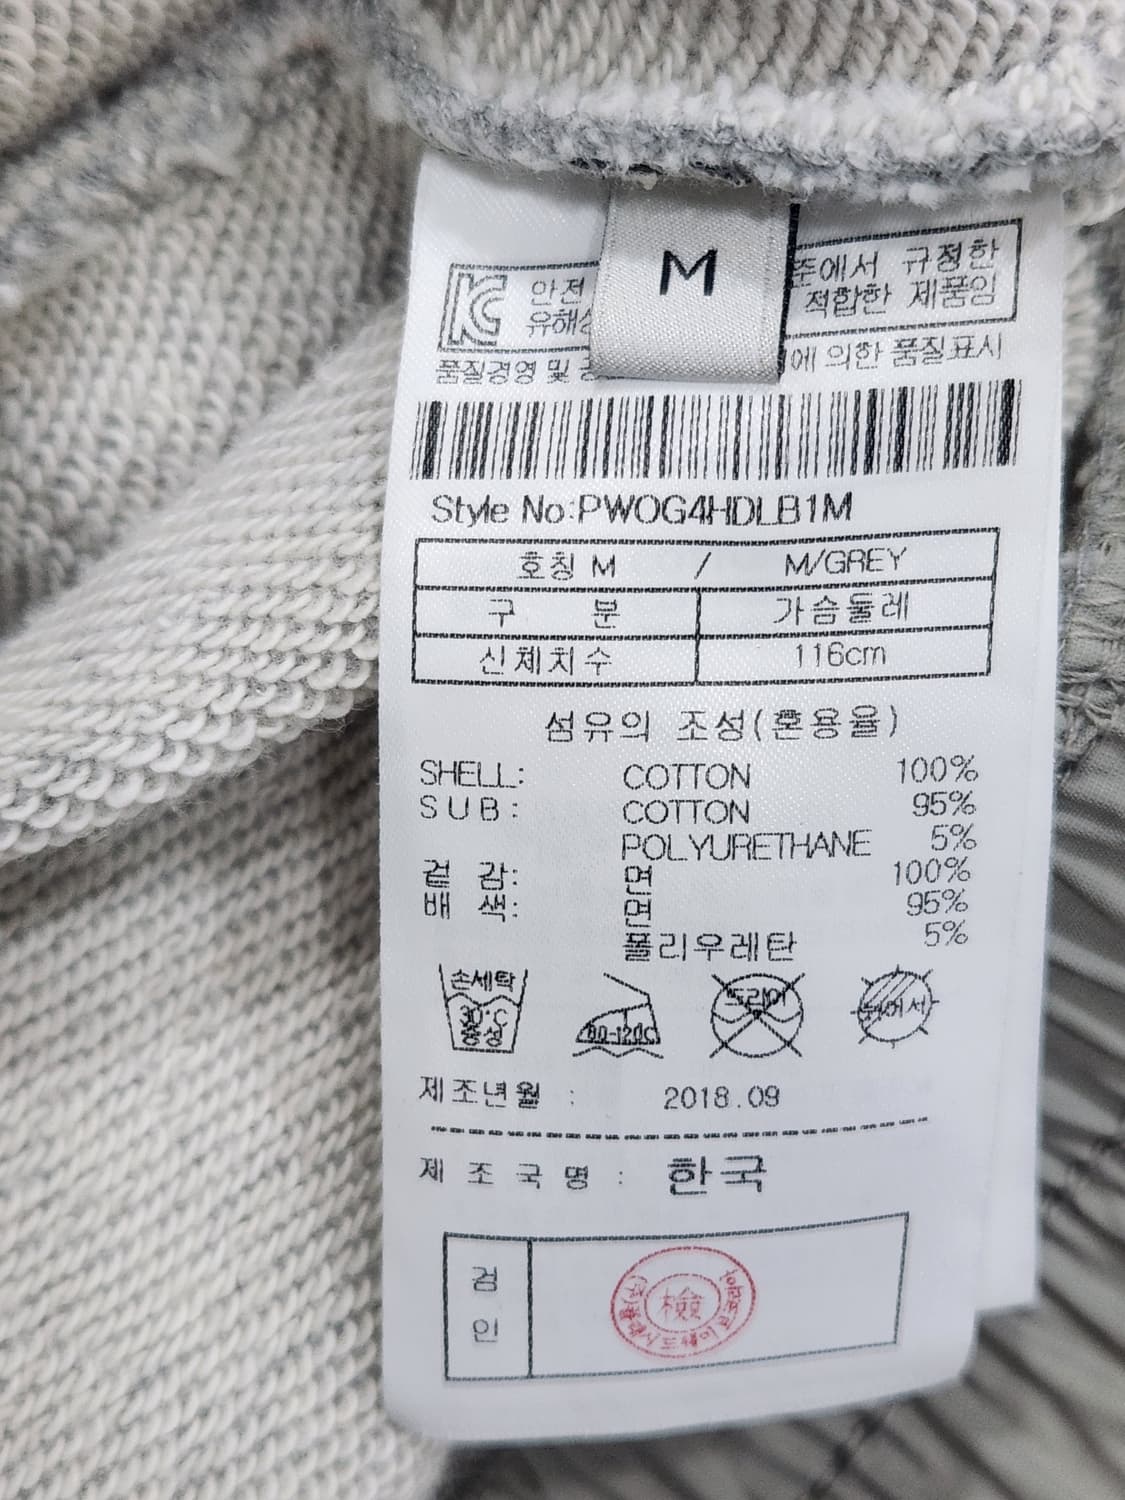 M
안전
준에서 규정한
유해
적합한 제품임
품질경영 및
에 의한 품질표시
Style No:PWOG4HDLB1M
호칭 M / M/GREY
구 분 가슴둘레
신체치수 116cm
섬유의 조성(혼용율)
SHELL: COTTON 100%
SUB: COTTON 95%
POLYURETHANE 5%
겉 감: 면 100%
배 색: 면 95%
폴리우레탄 5%
손세탁
30°C
중성
80-120C
드라이
뉘어서
제조년월 : 2018.09
제조국명 : 한국
검
인
檢